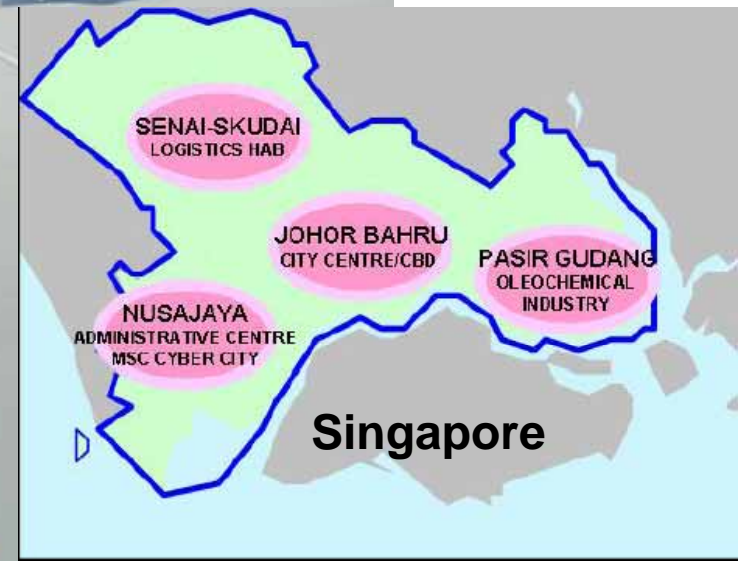 SENAI-SKUDAI
LOGISTICS HAB
JOHOR BAHRU
CITY CENTRE/CBD
PASIR GUDANG
OLEOCHEMICAL
INDUSTRY
NUSAJAYA
ADMINISTRATIVE CENTRE
MSC CYBER CITY
Singapore